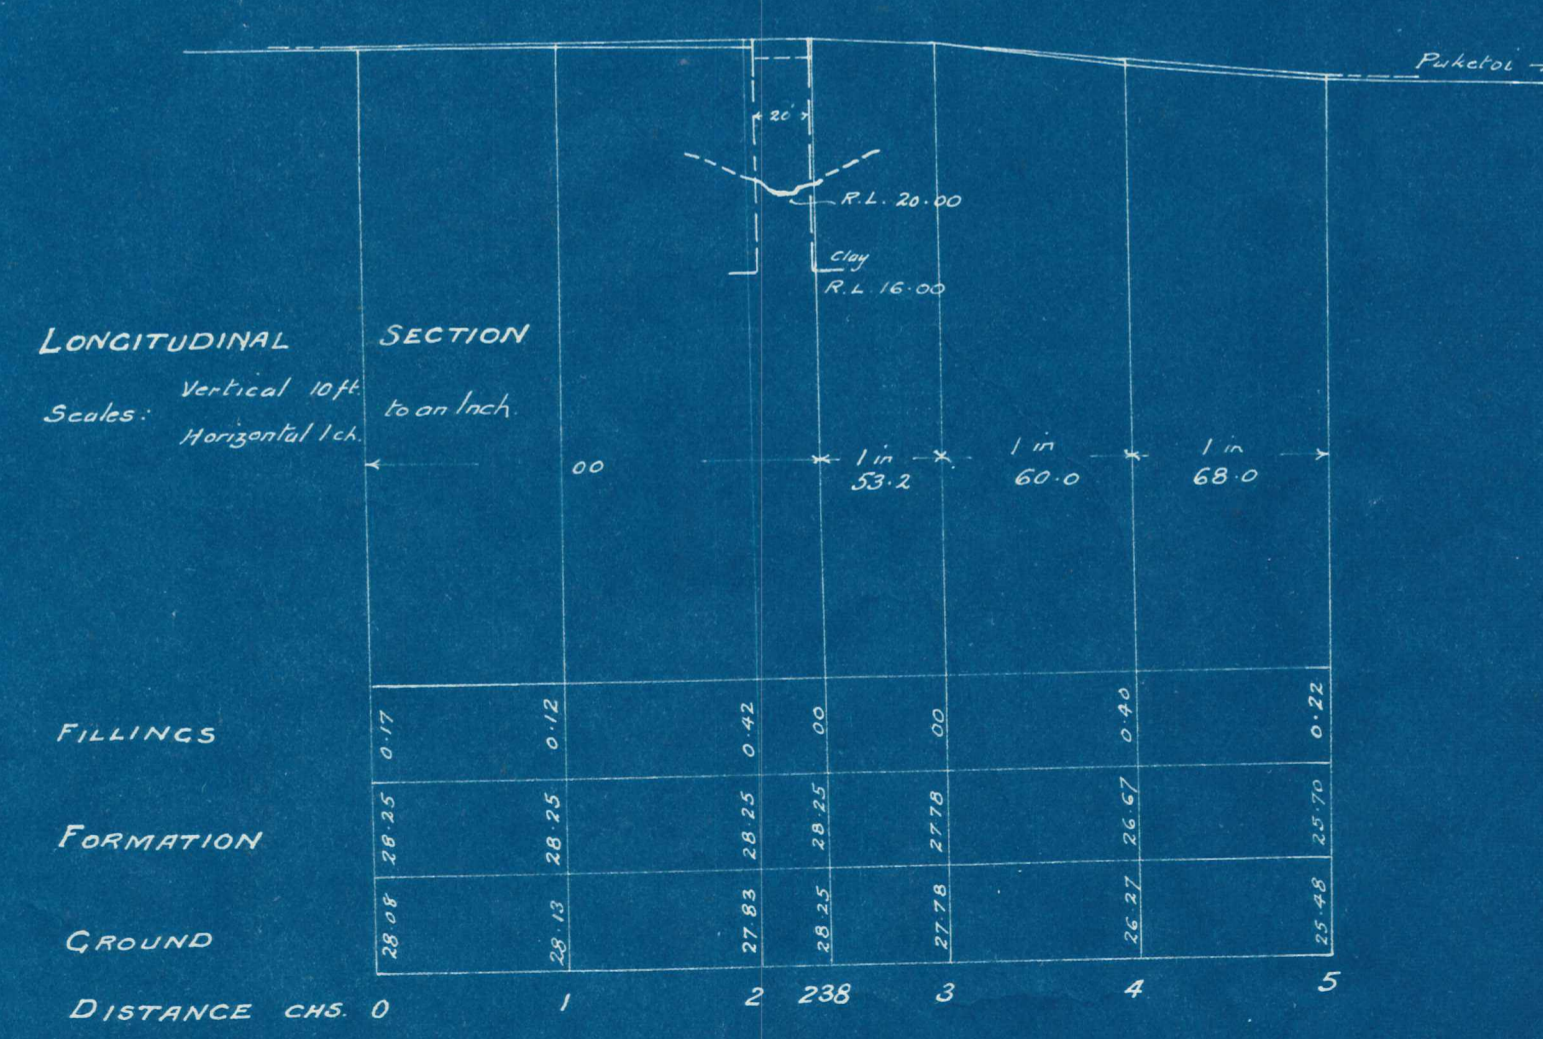 Puketoi →
20'
R.L. 20.00
Clay
R.L. 16.00
LONGITUDINAL SECTION
Scales: Vertical 10ft. Horizontal 1ch. to an Inch.
00
1 in 53.2
1 in 60.0
1 in 68.0
FILLINGS 0.17 0.12 0.42 00 00 0.40 0.22
FORMATION 28.25 28.25 28.25 28.25 27.78 26.67 25.70
GROUND 28.08 28.13 27.83 28.25 27.78 26.27 25.48
DISTANCE CHS. 0 1 2 238 3 4 5